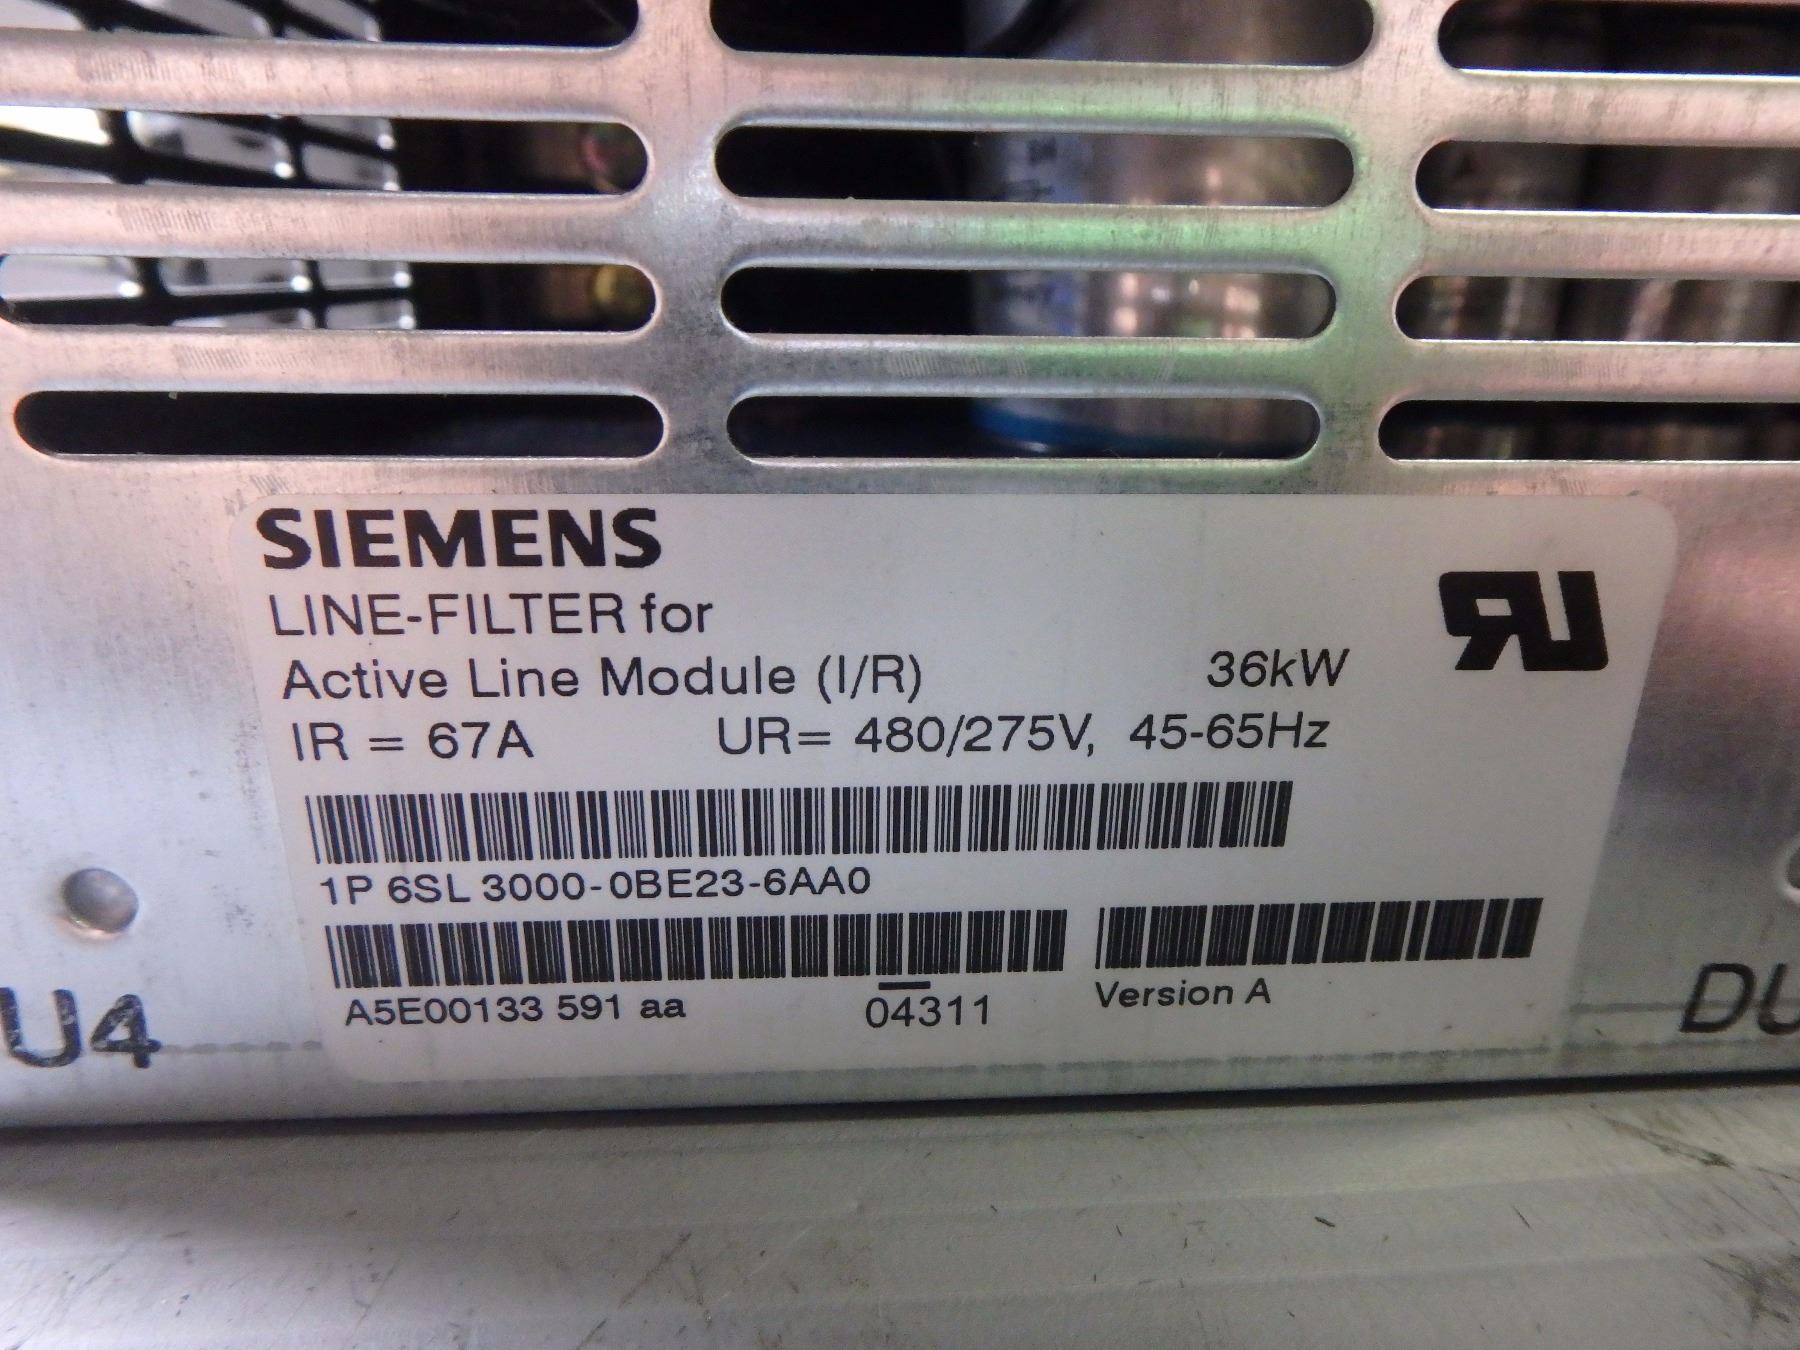 SIEMENS
LINE-FILTER for
Active Line Module (I/R) 36kW
IR = 67A UR= 480/275V, 45-65Hz
1P 6SL 3000-0BE23-6AA0
A5E00133 591 aa 04311 Version A
U4
DU